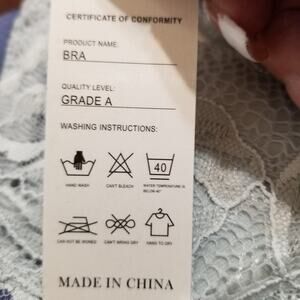 CERTIFICATE OF CONFORMITY
PRODUCT NAME:
BRA
QUALITY LEVEL:
GRADE A
WASHING INSTRUCTIONS:
40
HAND WASH
CAN'T BLEACH
WATER TEMPERATURE IS
BELOW 40°
CAN NOT BE IRONED
CAN'T WRING DRY
HANG TO DRY
MADE IN CHINA